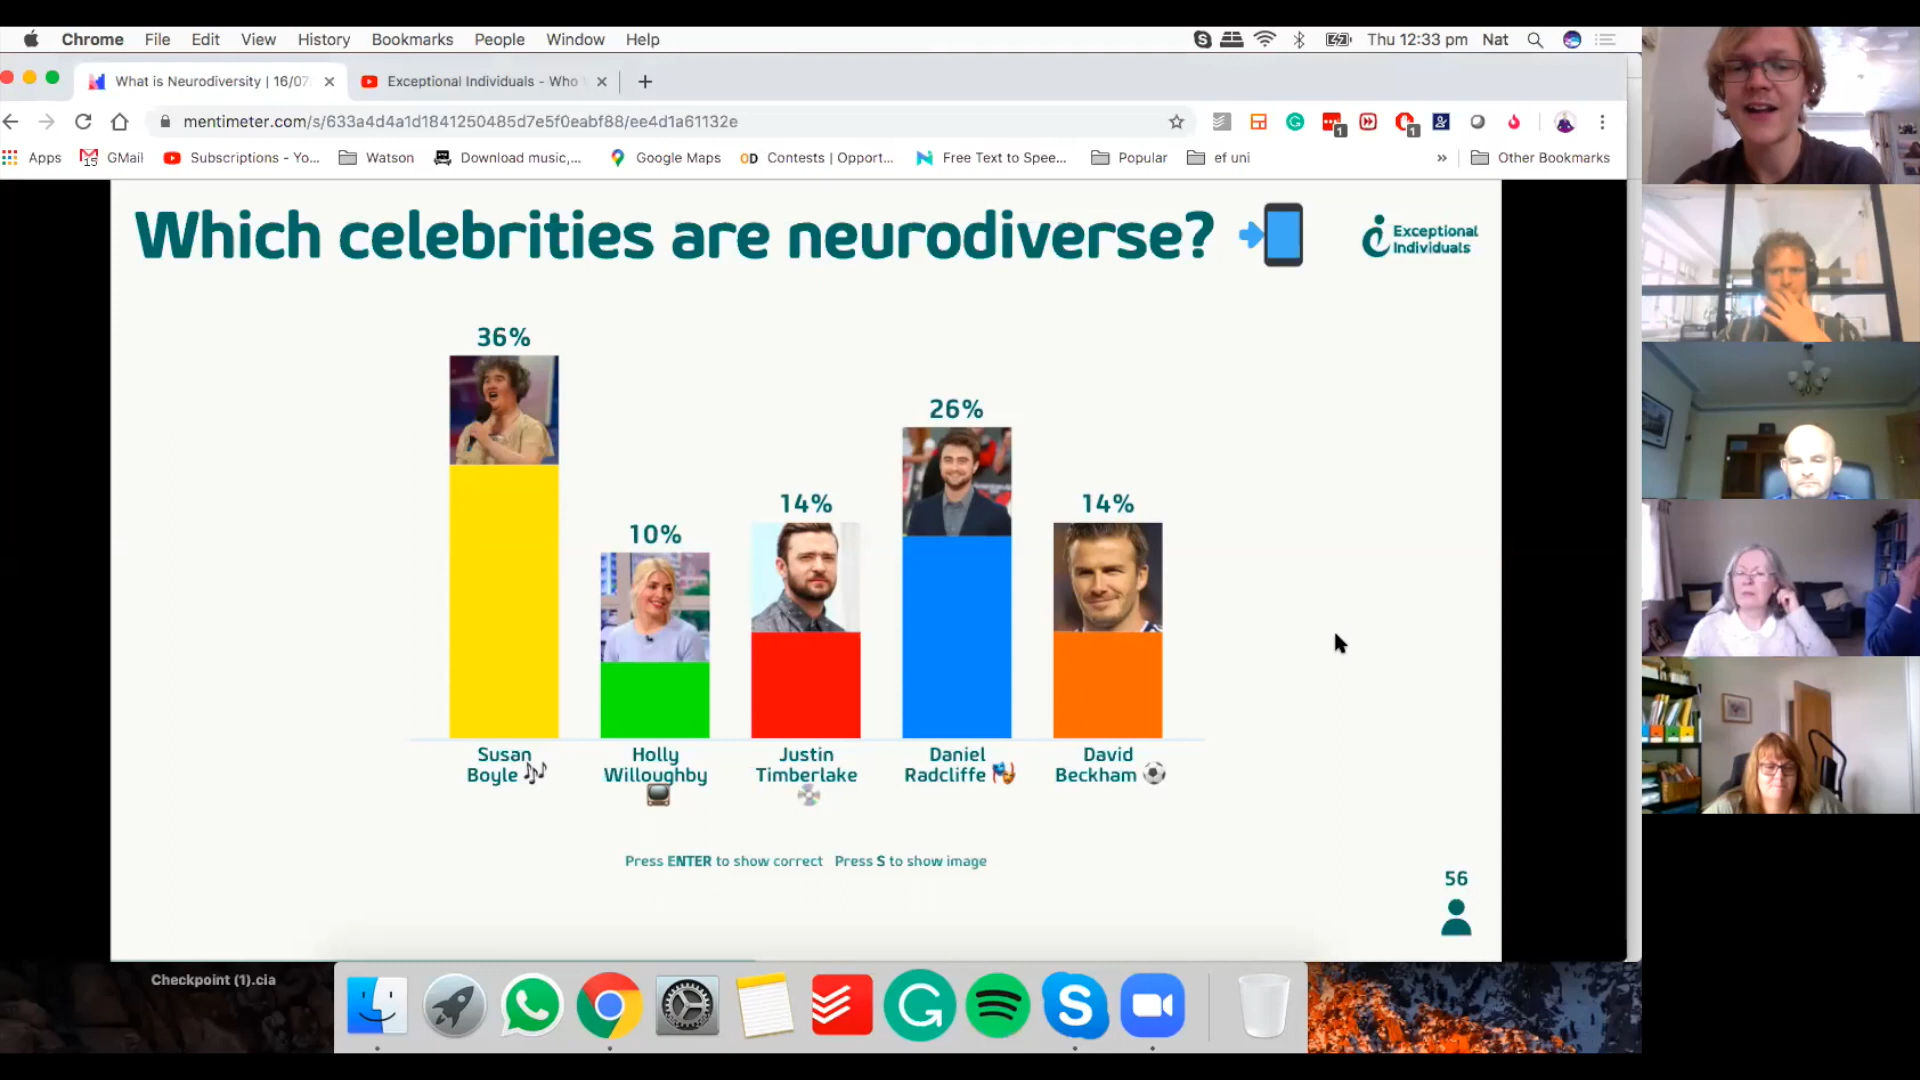 Chrome File Edit View History Bookmarks People Window Help Thu 12:33 pm Nat
What is Neurodiversity | 16/07 Exceptional Individuals - Who
mentimeter.com/s/633a4d4a1d1841250485d7e5f0eabf88/ee4d1a61132e
Apps GMail Subscriptions - Yo... Watson Download music,... Google Maps OD Contests | Opport... Free Text to Spee... Popular ef uni » Other Bookmarks
Which celebrities are neurodiverse?
Exceptional
Individuals
36%
26%
14% 14%
10%
Susan Boyle
Holly Willoughby
Justin Timberlake
Daniel Radcliffe
David Beckham
Press ENTER to show correct Press S to show image
56
Checkpoint (1).cia